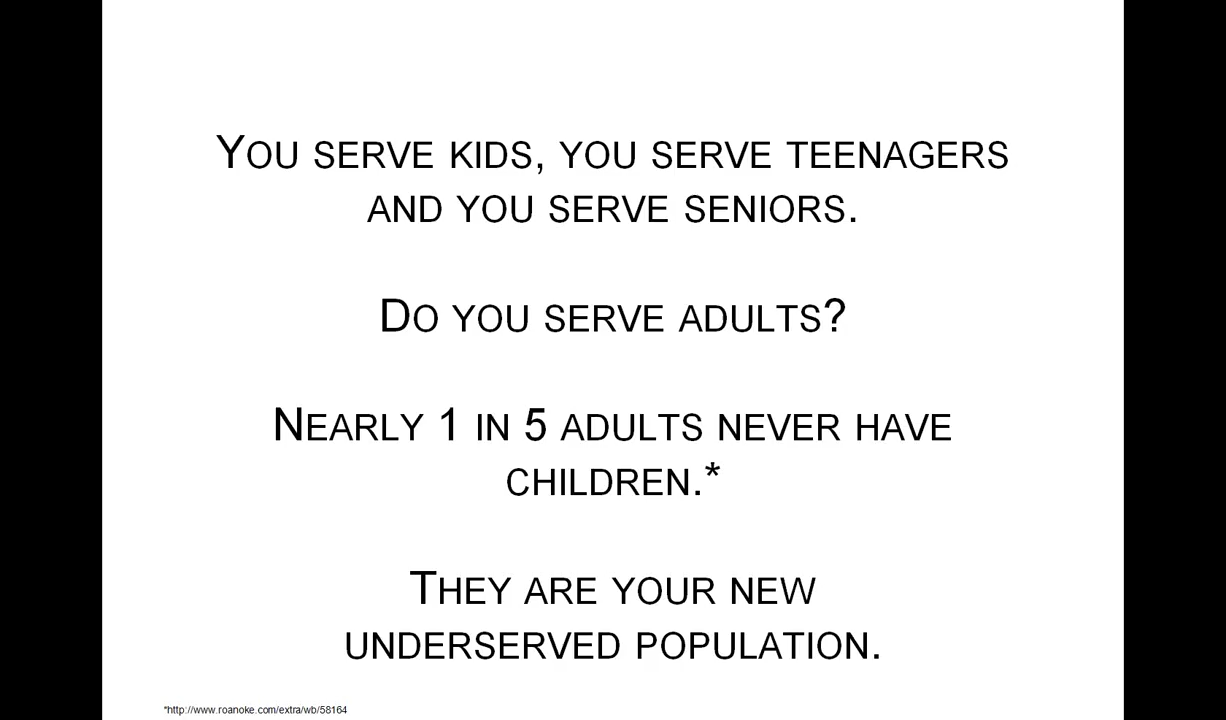 You serve kids, you serve teenagers
and you serve seniors.
Do you serve adults?
Nearly 1 in 5 adults never have
children.*
They are your new
underserved population.
*http://www.roanoke.com/extra/wb/58164